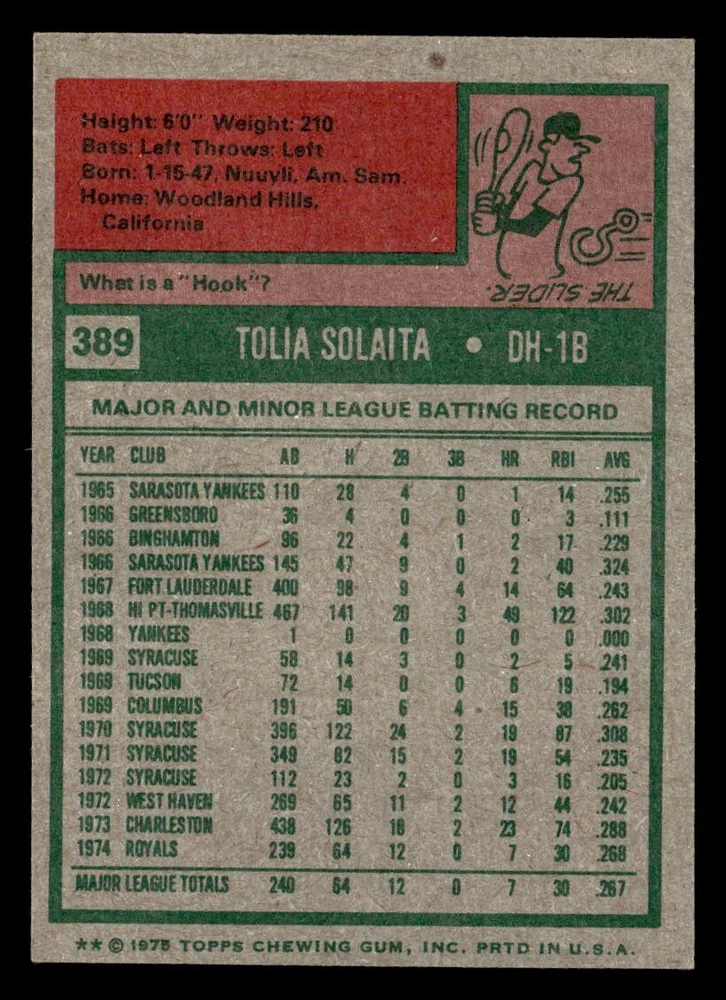 Height: 6'0" Weight: 210
Bats: Left Throws: Left
Born: 1-15-47, Nuuyli, Am. Sam.
Home: Woodland Hills,
California
What is a "Hook"?
THE SLIDER.
389 TOLIA SOLAITA • DH-1B
MAJOR AND MINOR LEAGUE BATTING RECORD
YEAR CLUB AB H 2B 3B HR RBI AVG
1965 SARASOTA YANKEES 110 28 4 0 1 14 .255
1966 GREENSBORO 36 4 0 0 0 3 .111
1966 BINGHAMTON 96 22 4 1 2 17 .229
1966 SARASOTA YANKEES 145 47 9 0 2 40 .324
1967 FORT LAUDERDALE 400 98 9 4 14 64 .243
1968 HI PT-THOMASVILLE 467 141 20 3 49 122 .302
1968 YANKEES 1 0 0 0 0 0 .000
1969 SYRACUSE 58 14 3 0 2 5 .241
1969 TUCSON 72 14 0 0 6 19 .194
1969 COLUMBUS 191 50 6 4 15 38 .262
1970 SYRACUSE 396 122 24 2 19 87 .308
1971 SYRACUSE 349 82 15 2 19 54 .235
1972 SYRACUSE 112 23 2 0 3 16 .205
1972 WEST HAVEN 269 65 11 2 12 44 .242
1973 CHARLESTON 438 126 18 2 23 74 .288
1974 ROYALS 239 64 12 0 7 30 .268
MAJOR LEAGUE TOTALS 240 64 12 0 7 30 .267
** © 1975 TOPPS CHEWING GUM, INC. PRTD IN U.S.A.